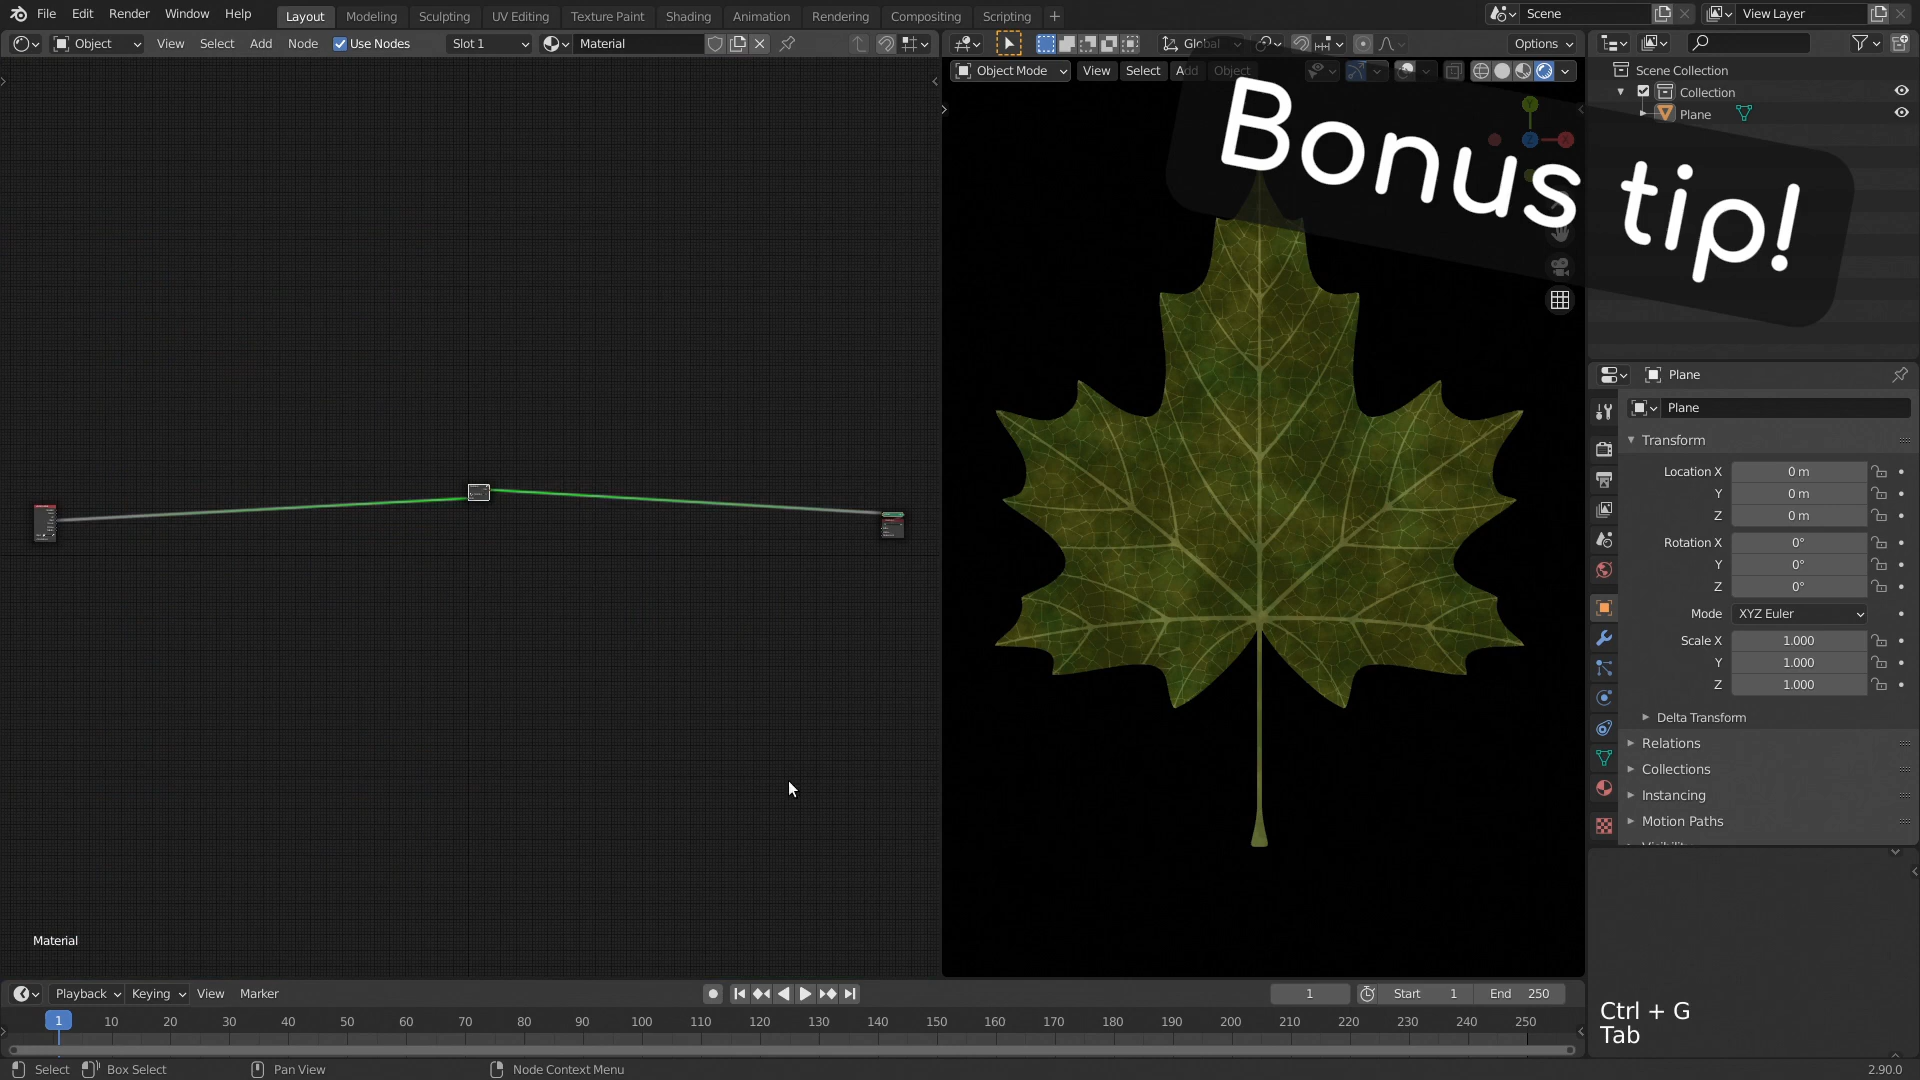 File Edit Render Window Help Layout Modeling Sculpting UV Editing Texture Paint Shading Animation Rendering Compositing Scripting + Scene View Layer
Object View Select Add Node Use Nodes Slot 1 Material Global Options
Object Mode View Select Add Object
Bonus tip!
Scene Collection
Collection
Plane
Plane
Plane
Transform
Location X 0 m
Y 0 m
Z 0 m
Rotation X 0°
Y 0°
Z 0°
Mode XYZ Euler
Scale X 1.000
Y 1.000
Z 1.000
Delta Transform
Relations
Collections
Instancing
Motion Paths
Material
Playback Keying View Marker 1 Start 1 End 250
1 10 20 30 40 50 60 70 80 90 100 110 120 130 140 150 160 170 180 190 200 210 220 230 240 250
Ctrl + G
Tab
Select Box Select Pan View Node Context Menu 2.90.0